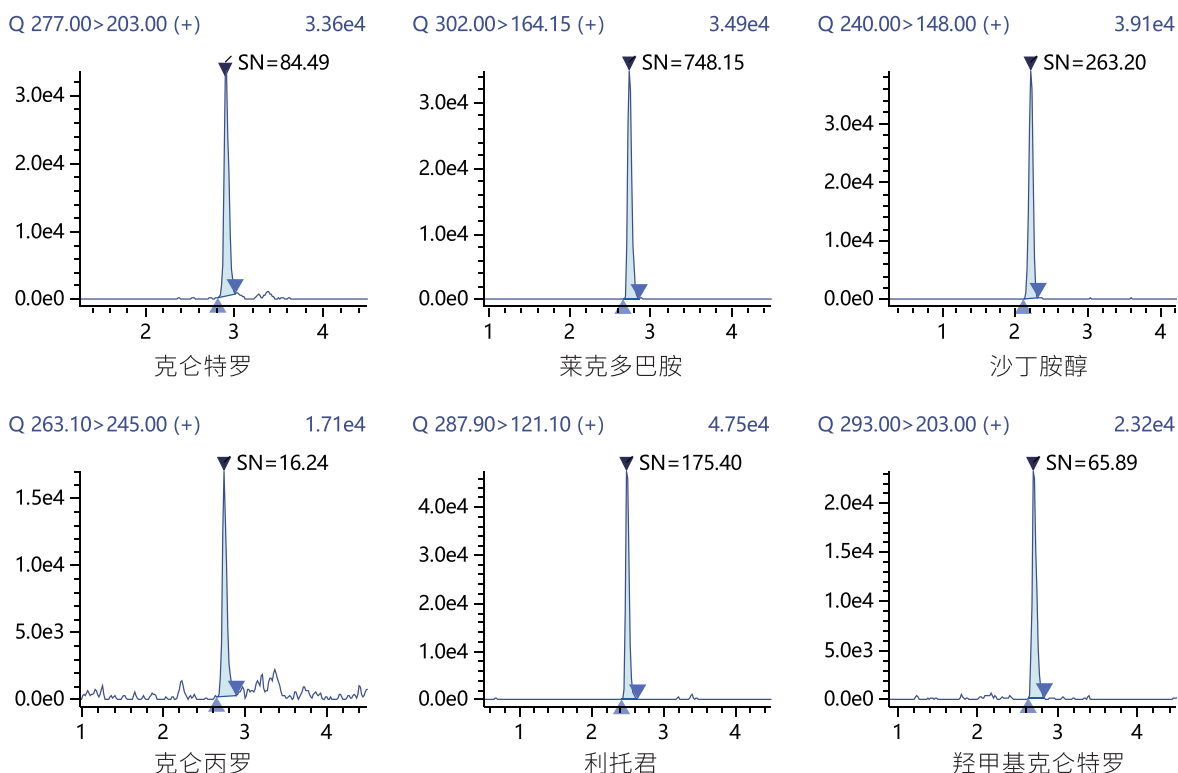 Q 277.00>203.00 (+) 3.36e4
SN=84.49
3.0e4
2.0e4
1.0e4
0.0e0
2 3 4
克仑特罗
Q 302.00>164.15 (+) 3.49e4
SN=748.15
3.0e4
2.0e4
1.0e4
0.0e0
1 2 3 4
莱克多巴胺
Q 240.00>148.00 (+) 3.91e4
SN=263.20
3.0e4
2.0e4
1.0e4
0.0e0
1 2 3 4
沙丁胺醇
Q 263.10>245.00 (+) 1.71e4
SN=16.24
1.5e4
1.0e4
5.0e3
0.0e0
1 2 3 4
克仑丙罗
Q 287.90>121.10 (+) 4.75e4
SN=175.40
4.0e4
3.0e4
2.0e4
1.0e4
0.0e0
1 2 3 4
利托君
Q 293.00>203.00 (+) 2.32e4
SN=65.89
2.0e4
1.5e4
1.0e4
5.0e3
0.0e0
1 2 3 4
羟甲基克仑特罗